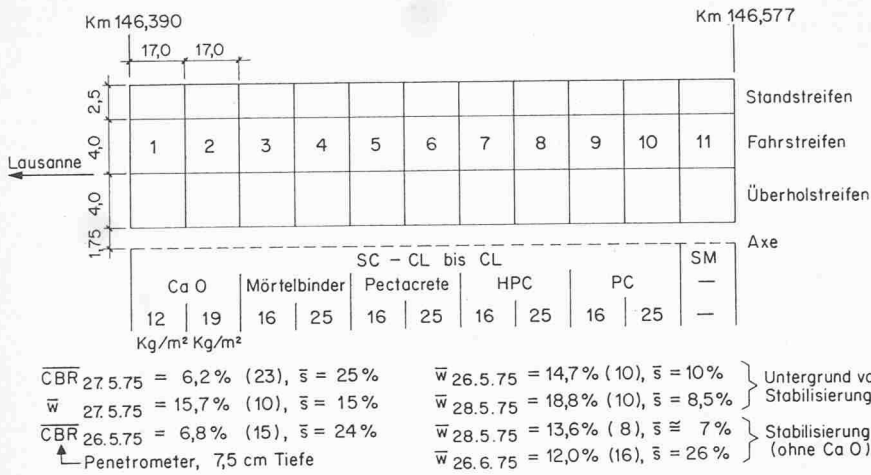 Km 146,390
Km 146,577
17,0 17,0
2,5
Standstreifen
Lausanne
4,0
1 2 3 4 5 6 7 8 9 10 11
Fahrstreifen
4,0
Überholstreifen
1,75
Axe
SC – CL bis CL
SM
CaO Mörtelbinder Pectacrete HPC PC —
12 19 16 25 16 25 16 25 16 25 —
Kg/m² Kg/m²
CBR 27.5.75 = 6,2% (23), s̄ = 25%
w̄ 27.5.75 = 15,7% (10), s̄ = 15%
CBR 26.5.75 = 6,8% (15), s̄ = 24%
Penetrometer, 7,5 cm Tiefe
w̄ 26.5.75 = 14,7% (10), s̄ = 10%
w̄ 28.5.75 = 18,8% (10), s̄ = 8,5%
Untergrund
Stabilisierung
w̄ 28.5.75 = 13,6% ( 8), s̄ ≅ 7%
w̄ 26.6.75 = 12,0% (16), s̄ = 26%
Stabilisierung
(ohne CaO)